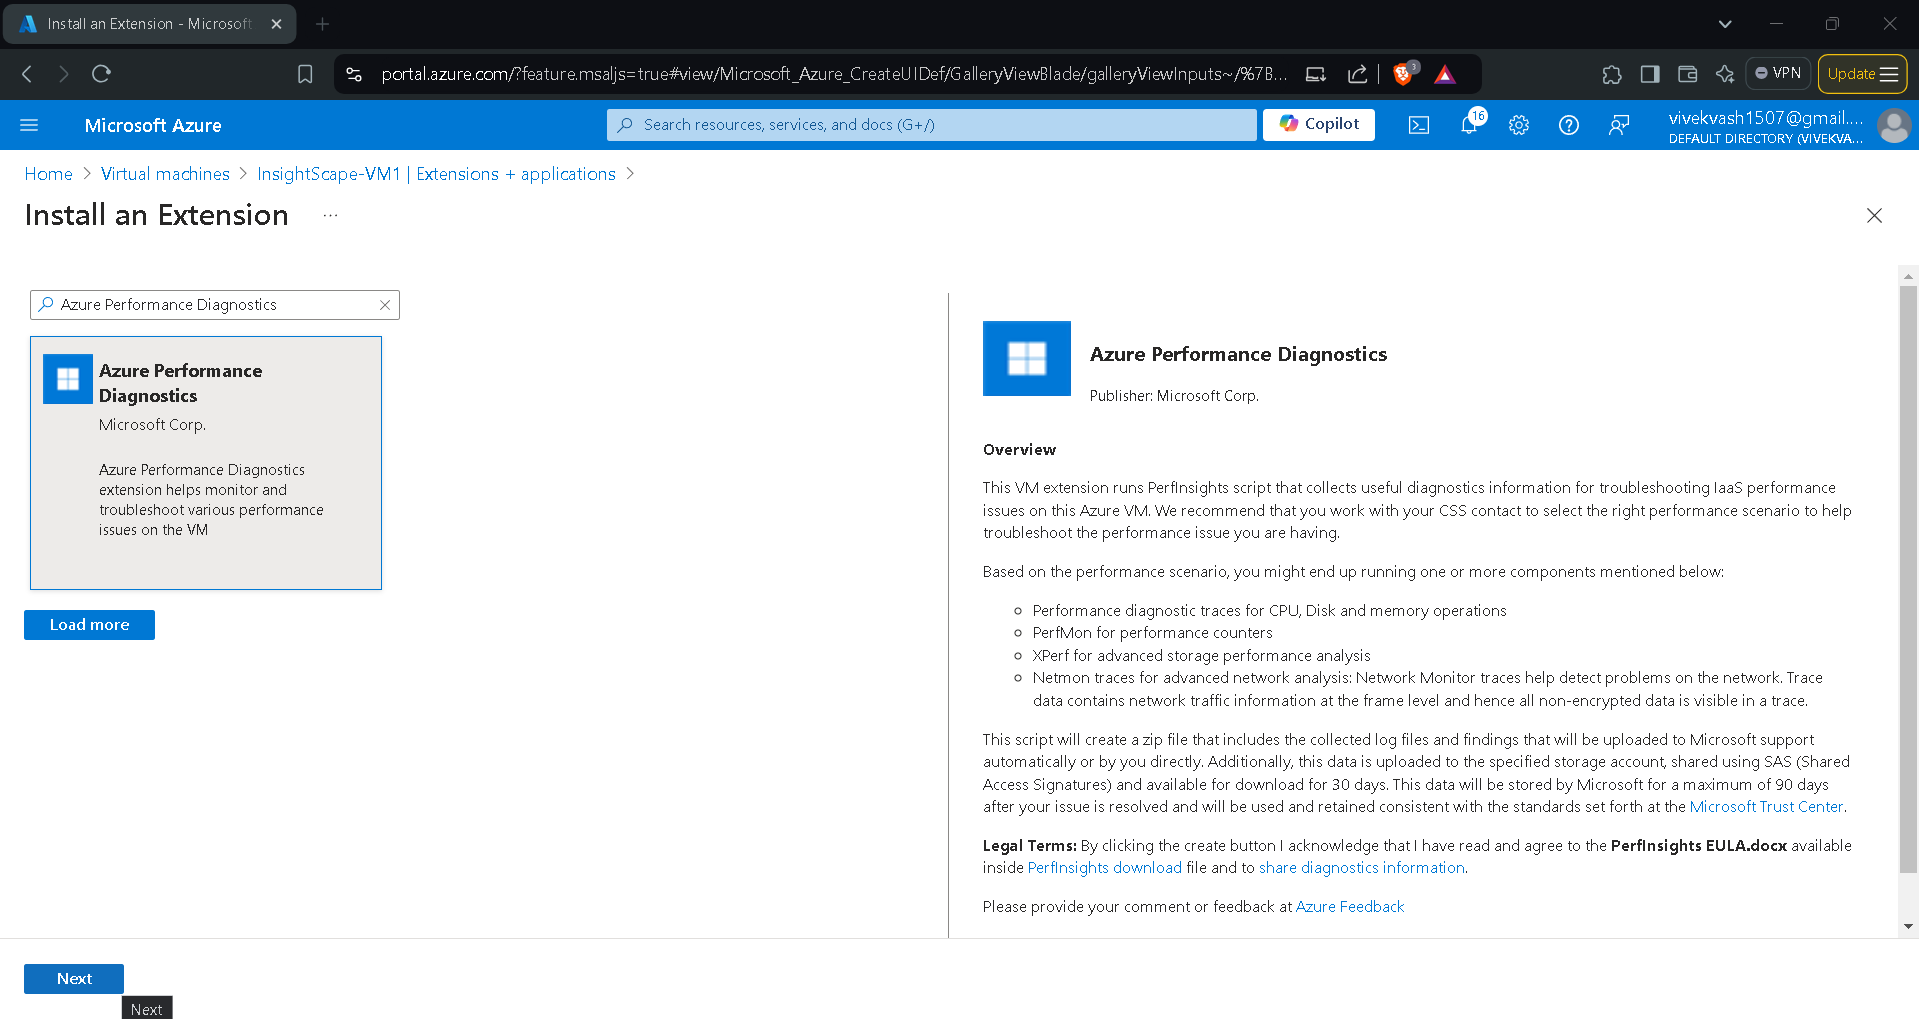 Install an Extension - Microsoft
portal.azure.com/?feature.msaljs=true#view/Microsoft_Azure_CreateUIDef/GalleryViewBlade/galleryViewInputs~/%7B...
3
VPN
Update
Microsoft Azure
Search resources, services, and docs (G+/)
Copilot
16
vivekvash1507@gmail....
DEFAULT DIRECTORY (VIVEKVA...
Home > Virtual machines > InsightScape-VM1 | Extensions + applications >
Install an Extension ...
Azure Performance Diagnostics
Azure Performance
Diagnostics
Microsoft Corp.
Azure Performance Diagnostics
extension helps monitor and
troubleshoot various performance
issues on the VM
Load more
Azure Performance Diagnostics
Publisher: Microsoft Corp.
Overview
This VM extension runs PerfInsights script that collects useful diagnostics information for troubleshooting IaaS performance
issues on this Azure VM. We recommend that you work with your CSS contact to select the right performance scenario to help
troubleshoot the performance issue you are having.
Based on the performance scenario, you might end up running one or more components mentioned below:
Performance diagnostic traces for CPU, Disk and memory operations
PerfMon for performance counters
XPerf for advanced storage performance analysis
Netmon traces for advanced network analysis: Network Monitor traces help detect problems on the network. Trace
data contains network traffic information at the frame level and hence all non-encrypted data is visible in a trace.
This script will create a zip file that includes the collected log files and findings that will be uploaded to Microsoft support
automatically or by you directly. Additionally, this data is uploaded to the specified storage account, shared using SAS (Shared
Access Signatures) and available for download for 30 days. This data will be stored by Microsoft for a maximum of 90 days
after your issue is resolved and will be used and retained consistent with the standards set forth at the Microsoft Trust Center.
Legal Terms: By clicking the create button I acknowledge that I have read and agree to the PerfInsights EULA.docx available
inside PerfInsights download file and to share diagnostics information.
Please provide your comment or feedback at Azure Feedback
Next
Next